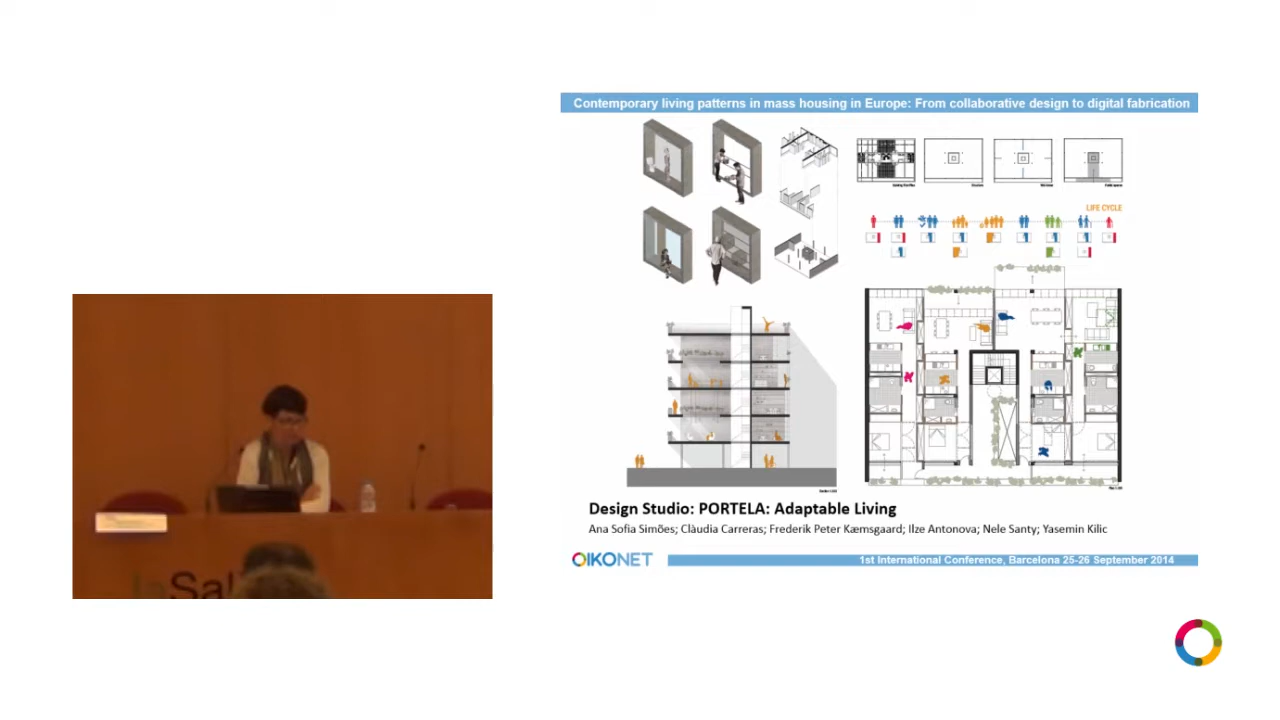 Contemporary living patterns in mass housing in Europe: From collaborative design to digital fabrication
LIFE CYCLE
Design Studio: PORTELA: Adaptable Living
Ana Sofia Simões; Clàudia Carreras; Frederik Peter Kæmsgaard; Ilze Antonova; Nele Santy; Yasemin Kilic
OIKONET
1st International Conference, Barcelona 25-26 September 2014
laSal